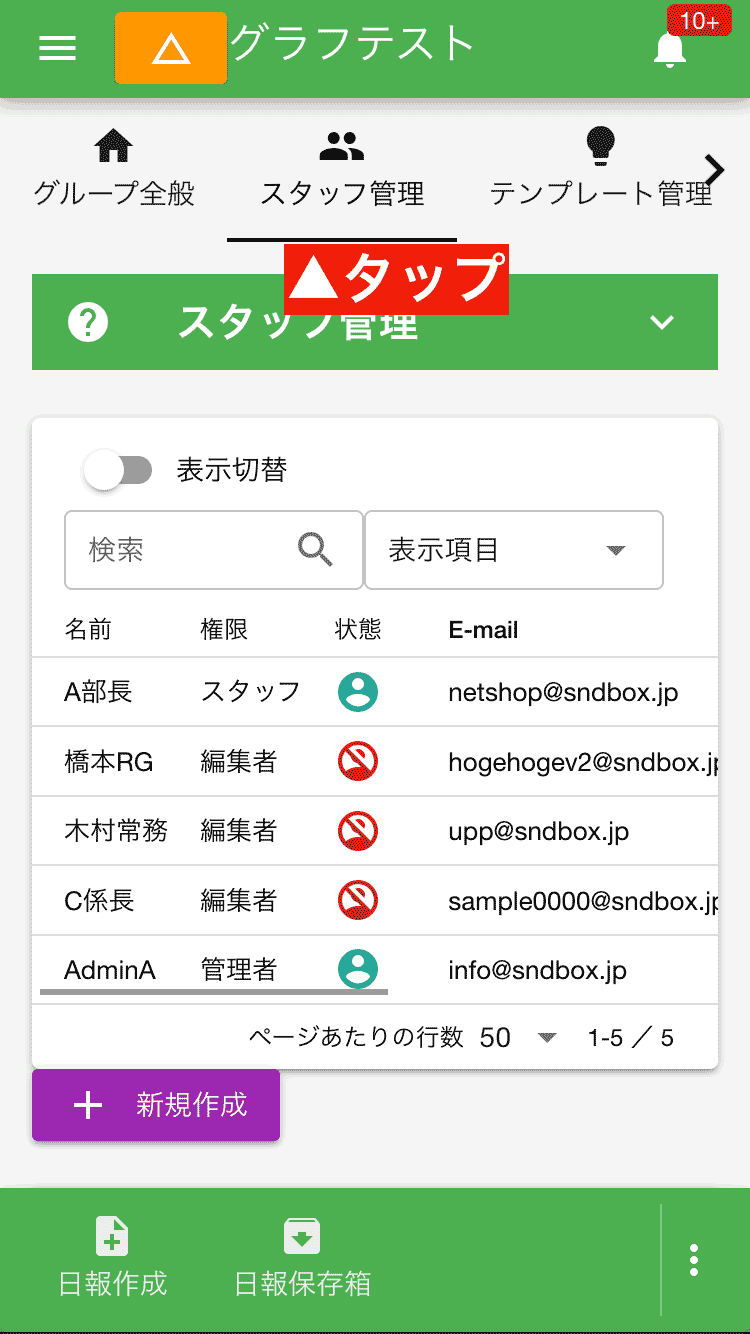 グラフテスト
10+
グループ全般 スタッフ管理 テンプレート管理
▲タップ
スタッフ管理
表示切替
検索 表示項目
名前 権限 状態 E-mail
A部長 スタッフ netshop@sndbox.jp
橋本RG 編集者 hogehogev2@sndbox.jp
木村常務 編集者 upp@sndbox.jp
C係長 編集者 sample0000@sndbox.jp
AdminA 管理者 info@sndbox.jp
ページあたりの行数 50 1-5 / 5
新規作成
日報作成 日報保存箱